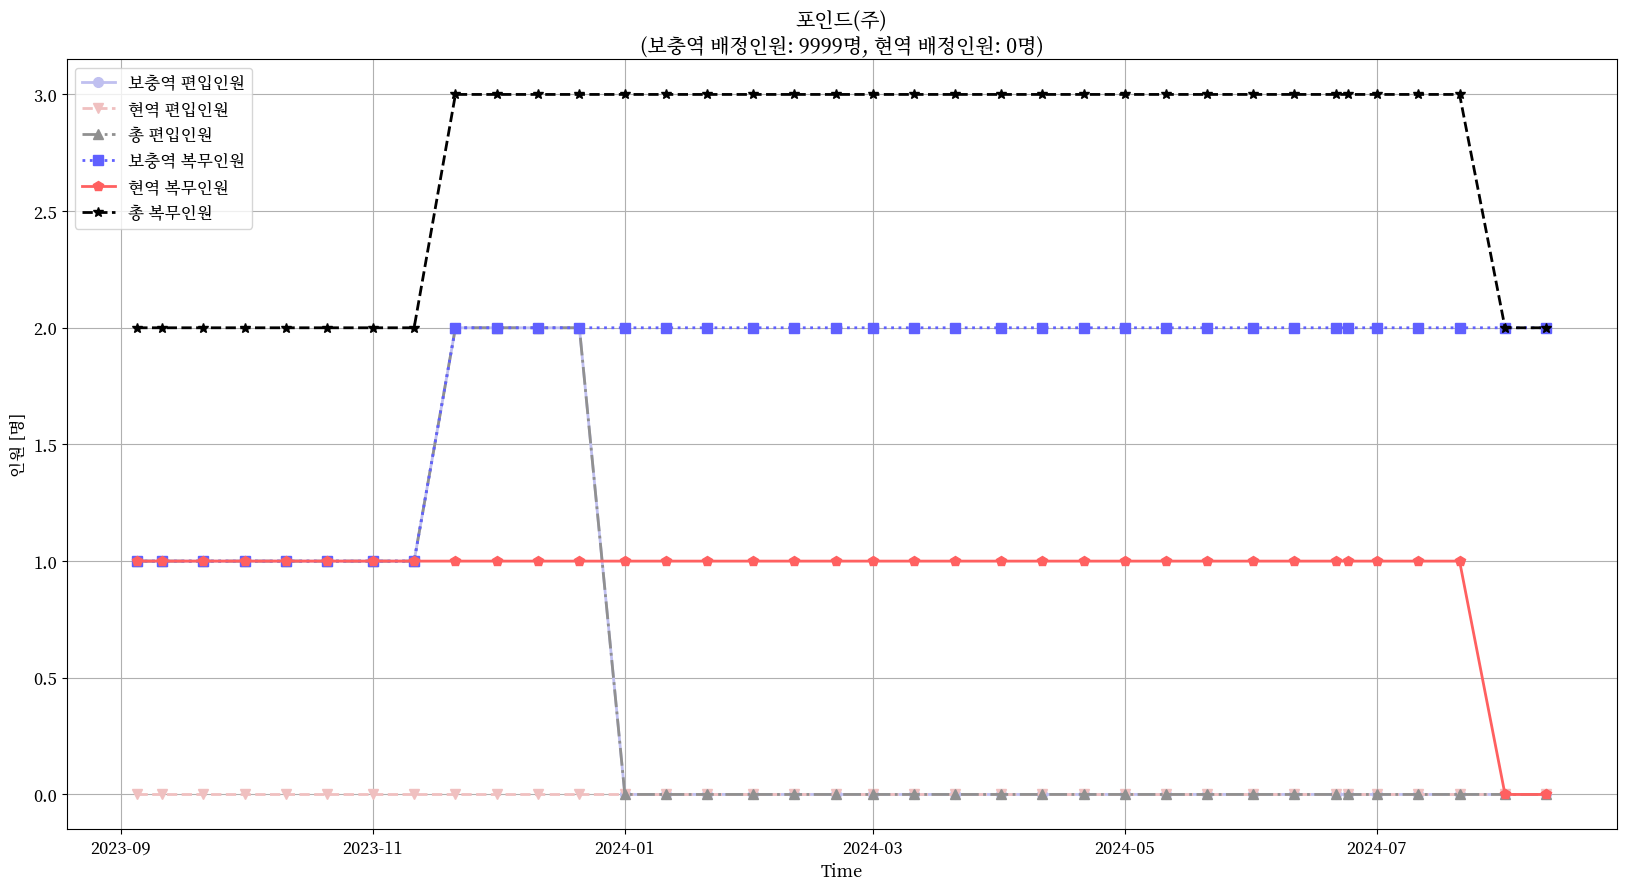 포인드(주)
(보충역 배정인원: 9999명, 현역 배정인원: 0명)
보충역 편입인원
현역 편입인원
총 편입인원
보충역 복무인원
현역 복무인원
총 복무인원
3.0
2.5
2.0
1.5
1.0
0.5
0.0
인원 [명]
2023-09
2023-11
2024-01
2024-03
2024-05
2024-07
Time